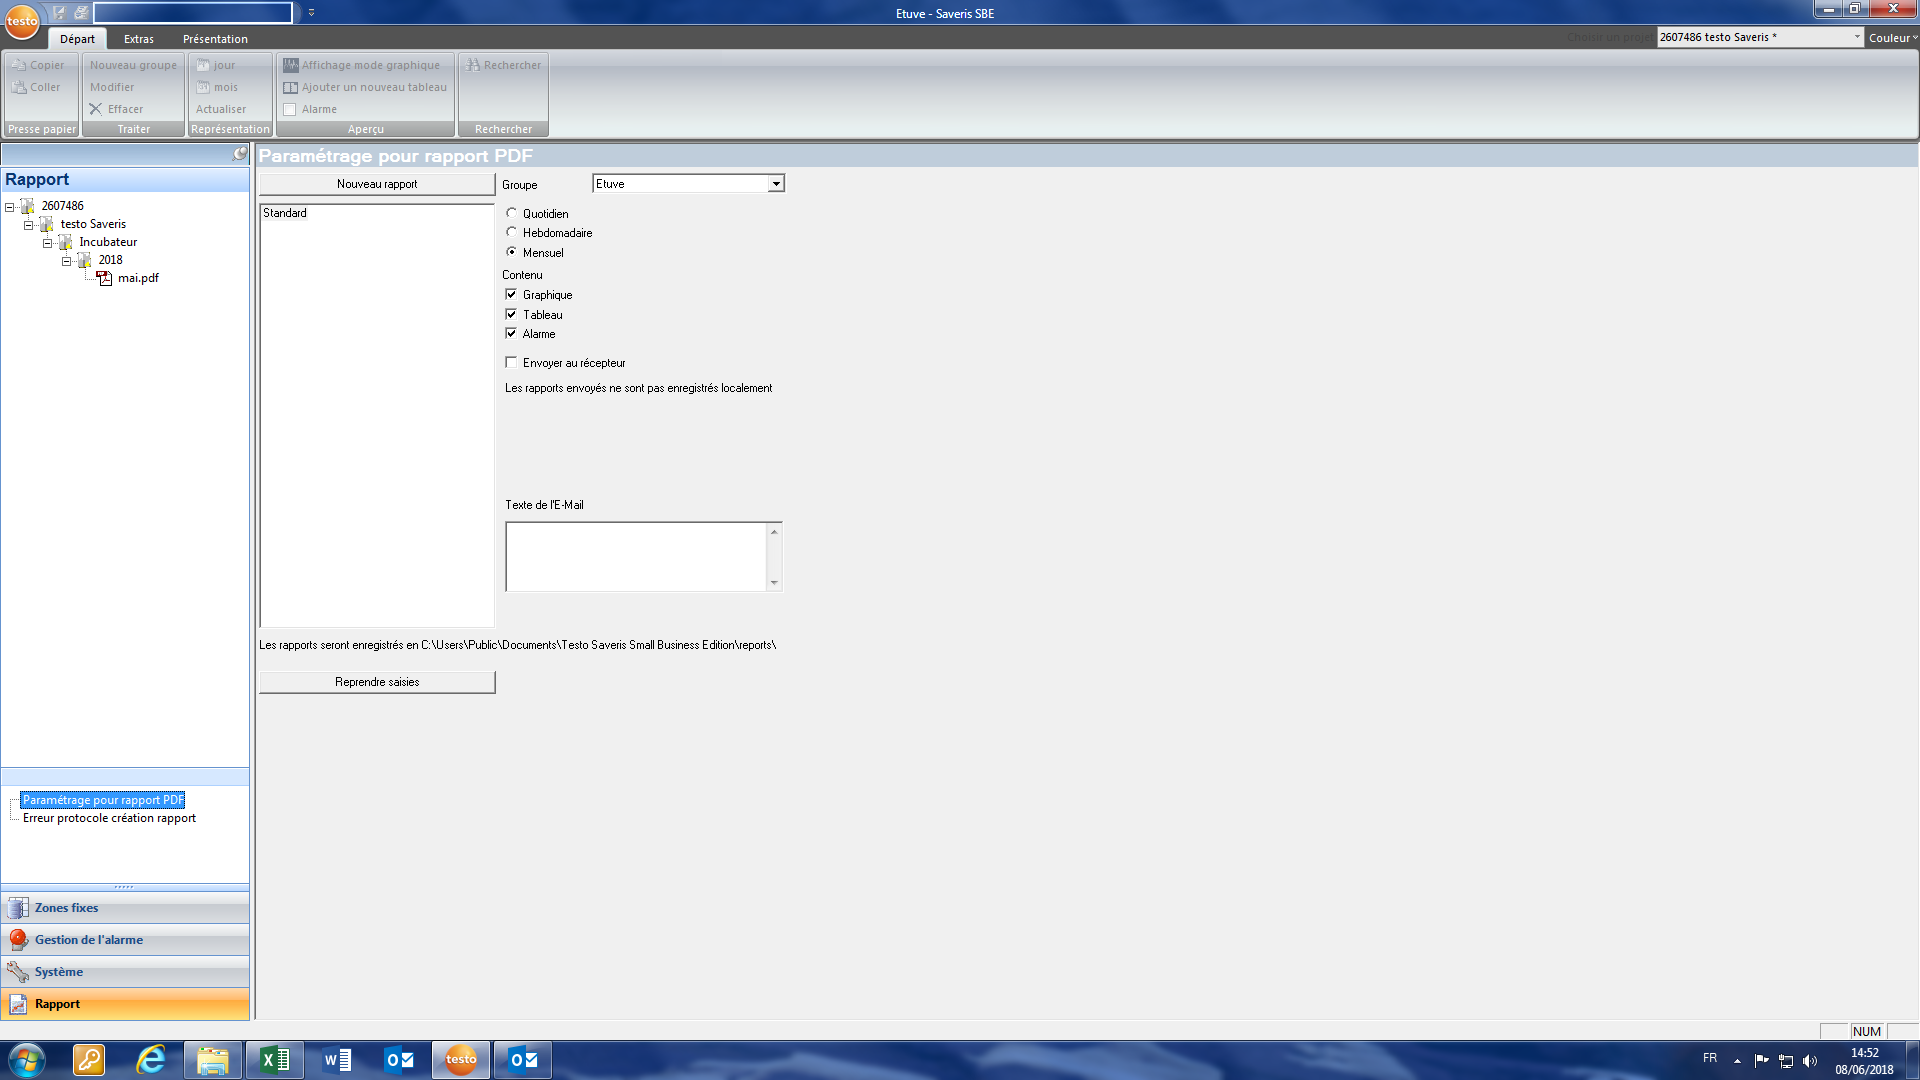 testo
Etuve - Saveris SBE
Départ
Extras
Présentation
Choisir un projet
2607486 testo Saveris *
Couleur
Copier
Coller
Presse papier
Nouveau groupe
Modifier
Effacer
Traiter
jour
mois
Actualiser
Représentation
Affichage mode graphique
Ajouter un nouveau tableau
Alarme
Aperçu
Rechercher
Rechercher
Rapport
2607486
testo Saveris
Incubateur
2018
mai.pdf
Paramétrage pour rapport PDF
Erreur protocole création rapport
Zones fixes
Gestion de l'alarme
Système
Rapport
Paramétrage pour rapport PDF
Nouveau rapport
Standard
Groupe
Etuve
Quotidien
Hebdomadaire
Mensuel
Contenu
Graphique
Tableau
Alarme
Envoyer au récepteur
Les rapports envoyés ne sont pas enregistrés localement
Texte de l'E-Mail
Les rapports seront enregistrés en C:\Users\Public\Documents\Testo Saveris Small Business Edition\reports\
Reprendre saisies
NUM
testo
FR
14:52
08/06/2018